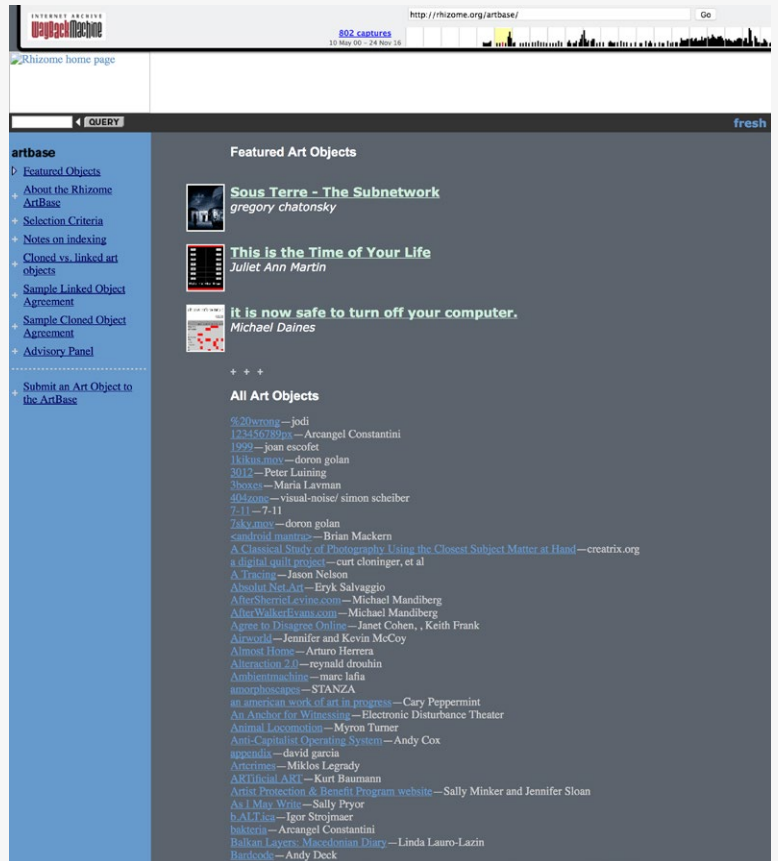 INTERNET ARCHIVE
WayBackMachine
http://rhizome.org/artbase/
Go
802 captures
10 May 00 - 24 Nov 16
Rhizome home page
QUERY
fresh
artbase
Featured Objects
About the Rhizome
ArtBase
Selection Criteria
Notes on indexing
Cloned vs. linked art
objects
Sample Linked Object
Agreement
Sample Cloned Object
Agreement
Advisory Panel
Submit an Art Object to
the ArtBase
Featured Art Objects
Sous Terre - The Subnetwork
gregory chatonsky
This is the Time of Your Life
Juliet Ann Martin
it is now safe to turn off your computer.
Michael Daines
+ + +
All Art Objects
%20wrong—jodi
123456789px—Arcangel Constantini
1999—joan escofet
1kikus.mov—doron golan
3012—Peter Luining
3boxes—Maria Lavman
404zone—visual-noise/ simon scheiber
7-11—7-11
7sky.mov—doron golan
<android mantra>—Brian Mackern
A Classical Study of Photography Using the Closest Subject Matter at Hand—creatrix.org
a digital quilt project—curt cloninger, et al
A Tracing—Jason Nelson
Absolut Net.Art—Eryk Salvaggio
AfterSherrieLevine.com—Michael Mandiberg
AfterWalkerEvans.com—Michael Mandiberg
Agree to Disagree Online—Janet Cohen, , Keith Frank
Airworld—Jennifer and Kevin McCoy
Almost Home—Arturo Herrera
Alteraction 2.0—reynald drouhin
Ambientmachine—marc lafia
amorphoscapes—STANZA
an american work of art in progress—Cary Peppermint
An Anchor for Witnessing—Electronic Disturbance Theater
Animal Locomotion—Myron Turner
Anti-Capitalist Operating System—Andy Cox
appendix—david garcia
Artcrimes—Miklos Legrady
ARTificial ART—Kurt Baumann
Artist Protection & Benefit Program website—Sally Minker and Jennifer Sloan
As I May Write—Sally Pryor
b.ALT.ica—Igor Strojmaer
bakteria—Arcangel Constantini
Balkan Layers: Macedonian Diary—Linda Lauro-Lazin
Bardcode—Andy Deck